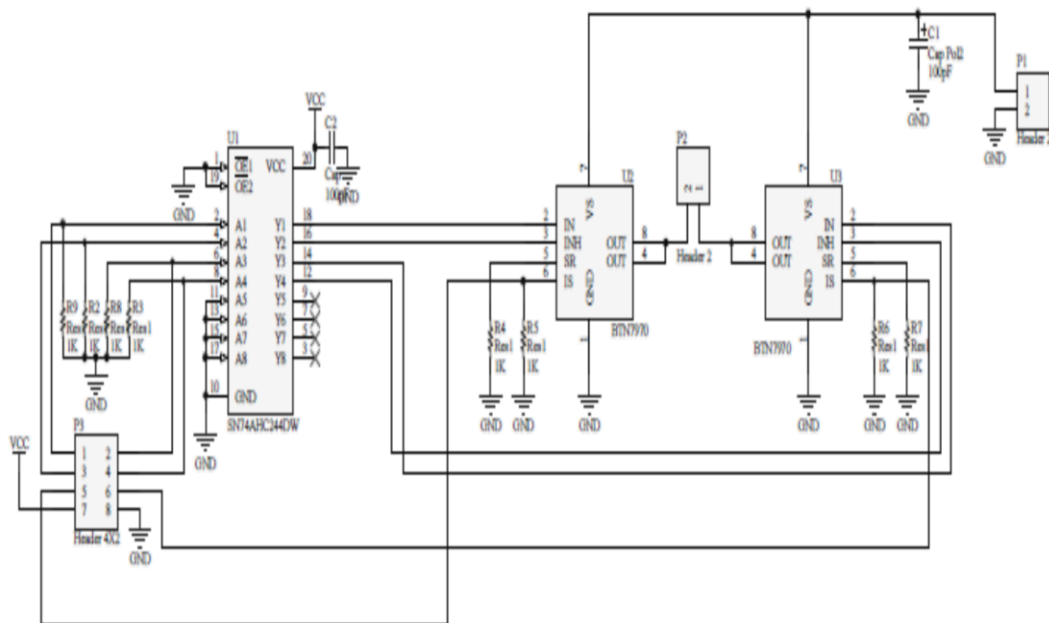 C1
Cap Pol2
100pF
P1
1
2
GND
GND
Header 2
VCC
C2
Cap
100pF
GND
U1
1 OE1 VCC 20
19 OE2
GND
2 A1 Y1 18
4 A2 Y2 16
6 A3 Y3 14
8 A4 Y4 12
11 A5 Y5 9
13 A6 Y6 7
15 A7 Y7 5
17 A8 Y8 3
10 GND
SN74AHC244DW
GND
R9
Res1
1K
R2
Res1
1K
R8
Res1
1K
R3
Res1
1K
GND
P2
2 1
Header 2
U2
7
VS
2 IN
3 INH OUT 8
5 SR OUT 4
6 IS
GND
1
BTN7970
U3
7
VS
IN 2
8 OUT INH 3
4 OUT SR 5
IS 6
GND
1
BTN7970
R4
Res1
1K
R5
Res1
1K
R6
Res1
1K
R7
Res1
1K
GND
GND
GND
GND
GND
GND
P3
VCC
1 2
3 4
5 6
7 8
Header 4X2
GND